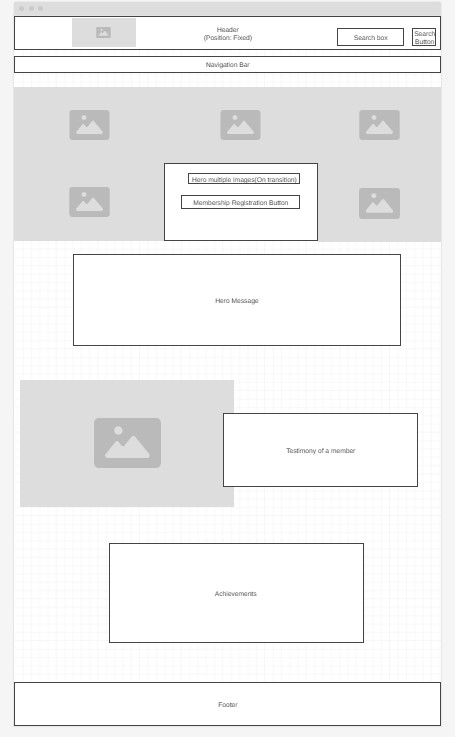 Header
(Position: Fixed)
Search box
Search
Button
Navigation Bar
Hero multiple images(On transition)
Membership Registration Button
Hero Message
Testimony of a member
Achievements
Footer